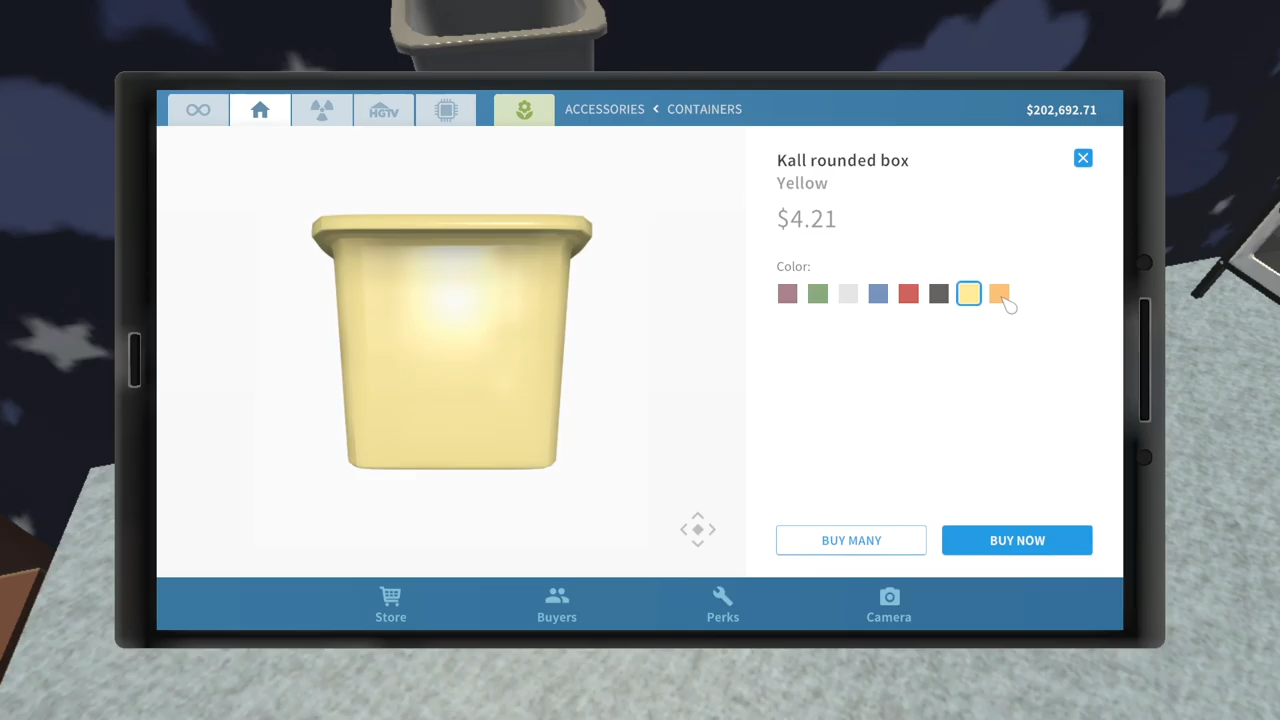 HGTV
ACCESSORIES < CONTAINERS
$202,692.71
Kall rounded box
Yellow
$4.21
Color:
BUY MANY
BUY NOW
Store
Buyers
Perks
Camera